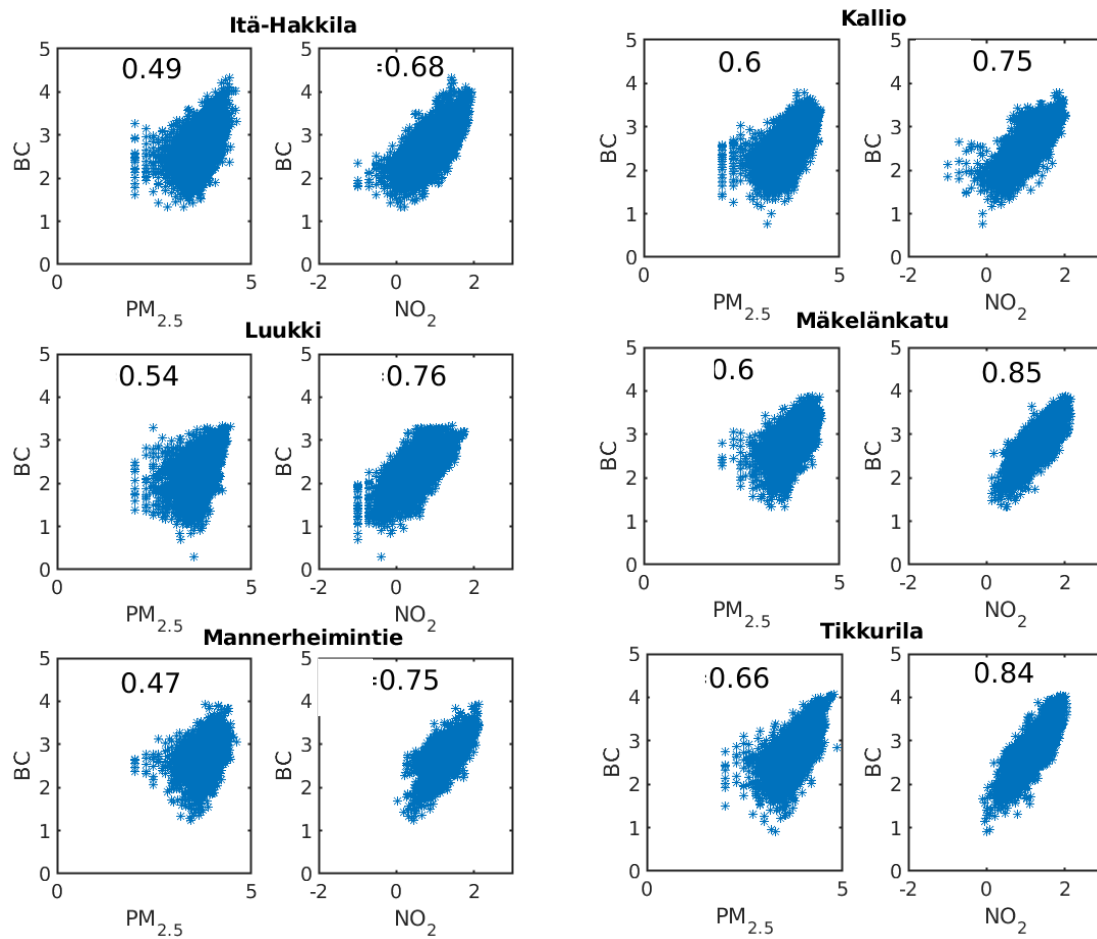 Itä-Hakkila
0.49
5
4
3
2
1
0
BC
0 5
PM2.5
=0.68
5
4
3
2
1
0
BC
-2 0 2
NO2
Kallio
0.6
5
4
3
2
1
0
BC
0 5
PM2.5
0.75
5
4
3
2
1
0
BC
-2 0 2
NO2
Luukki
0.54
5
4
3
2
1
0
BC
0 5
PM2.5
:0.76
5
4
3
2
1
0
BC
-2 0 2
NO2
Mäkelänkatu
0.6
5
4
3
2
1
0
BC
0 5
PM2.5
0.85
5
4
3
2
1
0
BC
-2 0 2
NO2
Mannerheimintie
0.47
5
4
3
2
1
0
BC
0 5
PM2.5
=0.75
5
4
3
2
1
0
BC
-2 0 2
NO2
Tikkurila
:0.66
5
4
3
2
1
0
BC
0 5
PM2.5
0.84
5
4
3
2
1
0
BC
-2 0 2
NO2